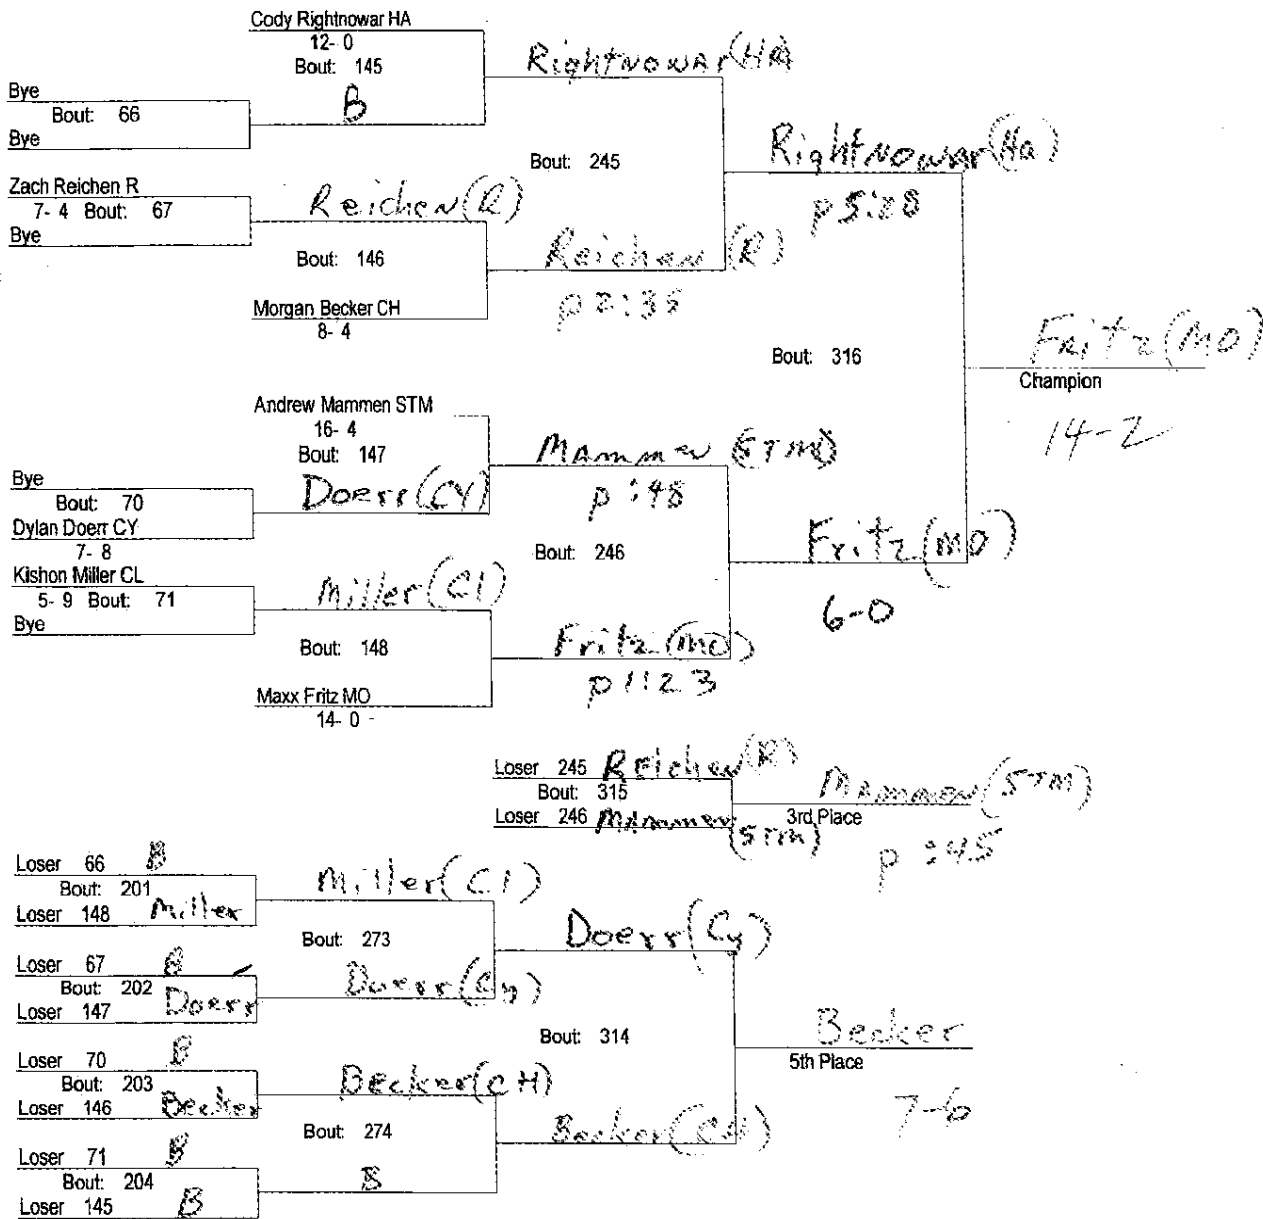 Cody Rightnowar HA
12- 0
Bout: 145
B
Rightnowar (HA)
Bye
Bout: 66
Bye
Bout: 245
Rightnowar (Ha)
p 5:28
Zach Reichen R
7- 4 Bout: 67
Bye
Reichen (R)
Bout: 146
Reichen (R)
p 2:35
Morgan Becker CH
8- 4
Bout: 316
Fritz (MO)
Champion
14-2
Andrew Mammen STM
16- 4
Bout: 147
Mammen (STM)
p :48
Bye
Bout: 70
Dylan Doerr CY
7- 8
Doerr (CY)
Bout: 246
Fritz (MO)
6-0
Kishon Miller CL
5- 9 Bout: 71
Bye
Miller (Cl)
Bout: 148
Fritz (MO)
p 1:23
Maxx Fritz MO
14- 0
Loser 245 Reichen (R)
Bout: 315
Loser 246 Mammen (STM)
Mammen (STM)
3rd Place
p :45
Loser 66 B
Bout: 201
Loser 148 Miller
Miller (Cl)
Bout: 273
Doerr (Cy)
Loser 67 B
Bout: 202
Loser 147 Doerr
Doerr (Cy)
Bout: 314
Becker
5th Place
7-6
Loser 70 B
Bout: 203
Loser 146 Becker
Becker (CH)
Bout: 274
Becker (CH)
Loser 71 B
Bout: 204
Loser 145 B
B